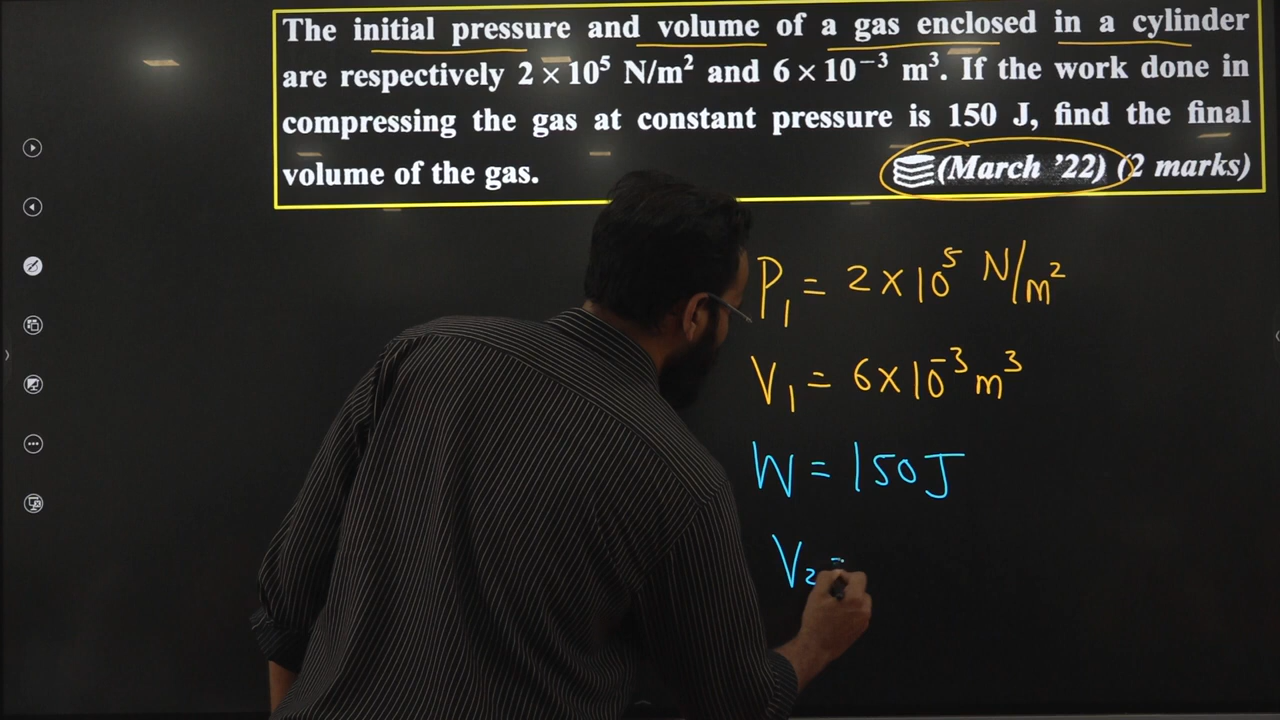 The initial pressure and volume of a gas enclosed in a cylinder
are respectively 2 × 10⁵ N/m² and 6 × 10⁻³ m³. If the work done in
compressing the gas at constant pressure is 150 J, find the final
volume of the gas. (March ’22) (2 marks)
P₁ = 2×10⁵ N/m²
V₁ = 6×10⁻³ m³
W = 150J
V₂ =